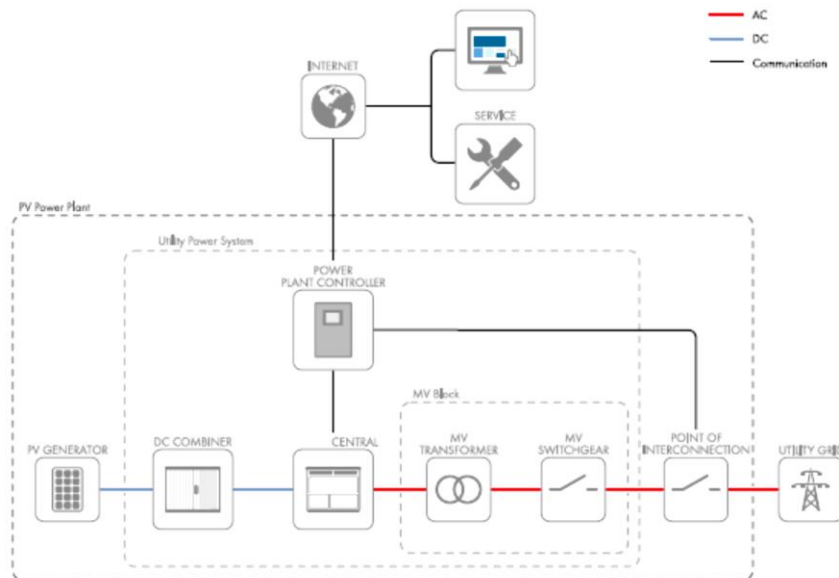 AC
DC
Communication
INTERNET
SERVICE
PV Power Plant
Utility Power System
POWER
PLANT CONTROLLER
MV Block
PV GENERATOR
DC COMBINER
CENTRAL
MV
TRANSFORMER
MV
SWITCHGEAR
POINT OF
INTERCONNECTION
UTILITY GRID